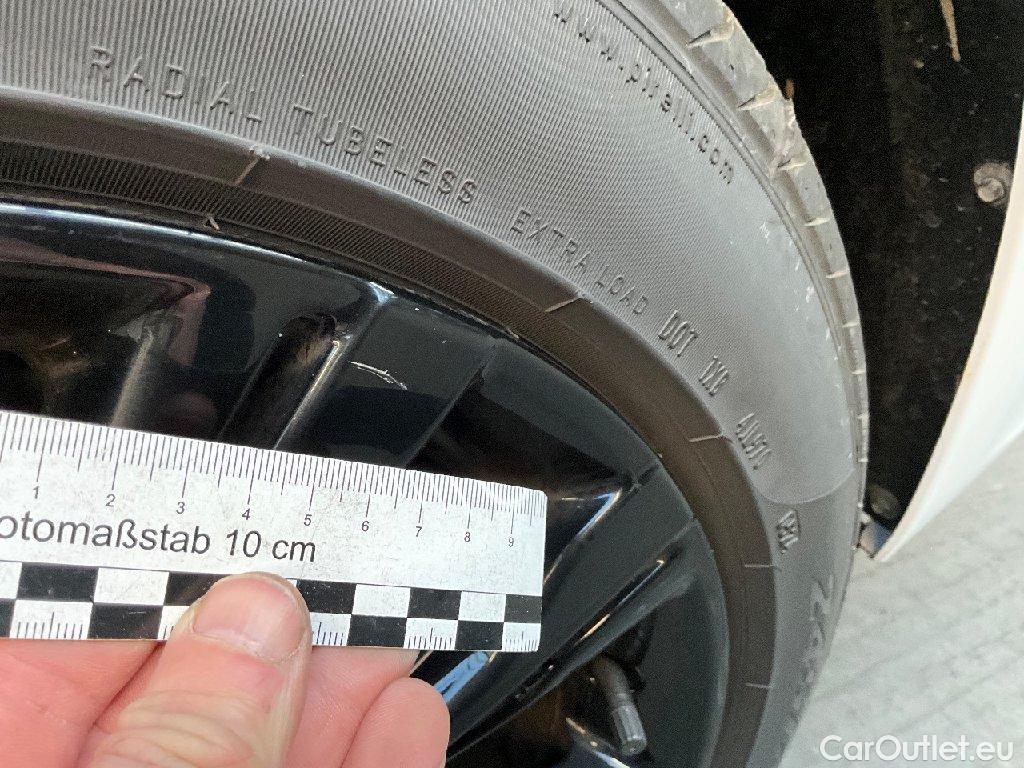 www.pirelli.com
RADIAL TUBELESS EXTRA LOAD DOT 1X6
1 2 3 4 5 6 7 8 9
otomaßstab 10 cm
CarOutlet.eu